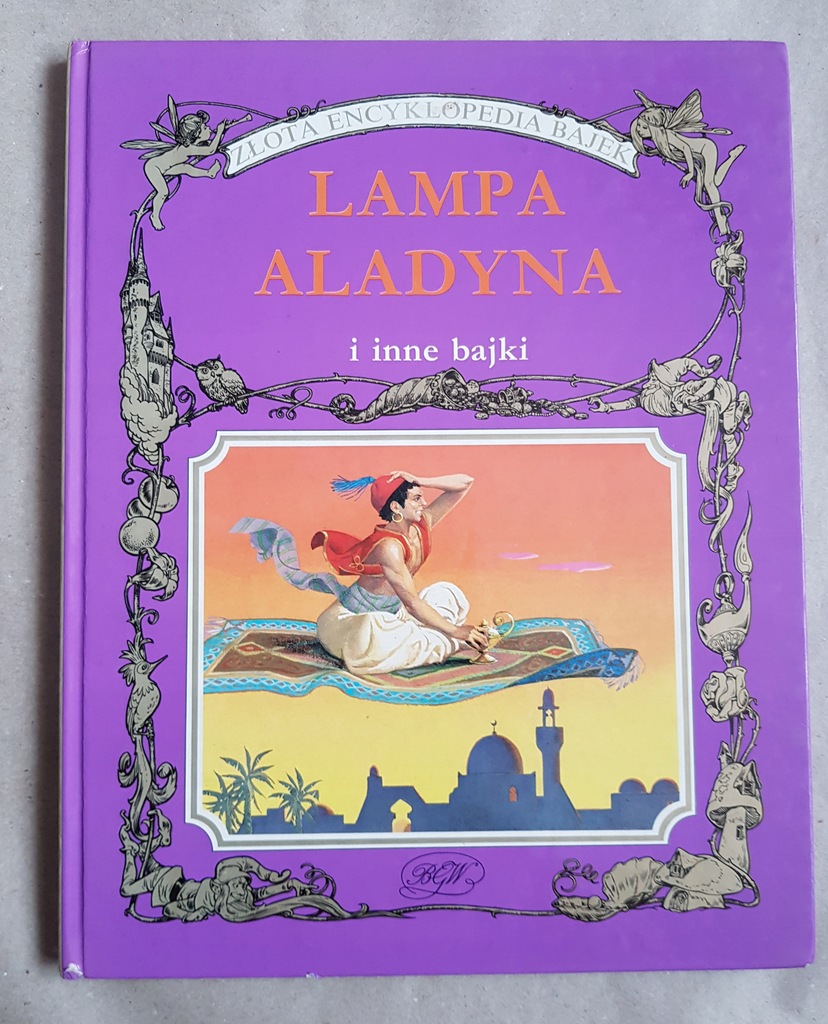 ZŁOTA ENCYKLOPEDIA BAJEK
LAMPA
ALADYNA
i inne bajki
BGW